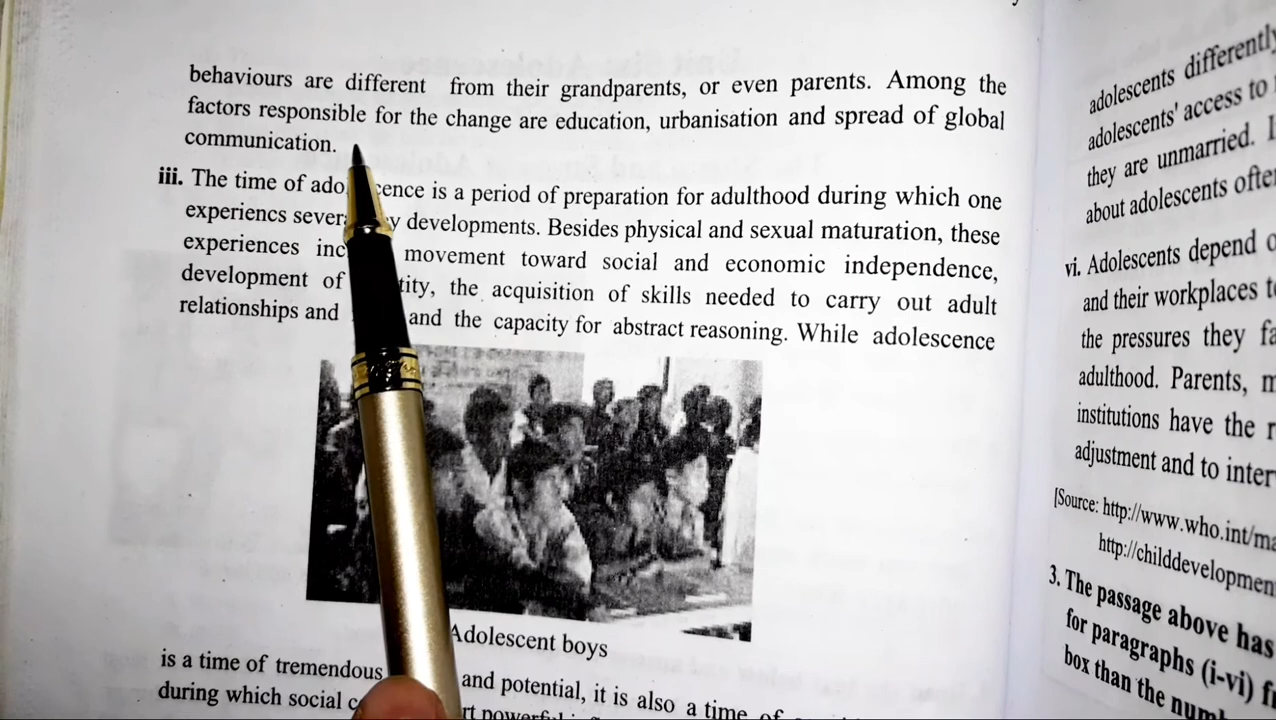 behaviours are different from their grandparents, or even parents. Among the
factors responsible for the change are education, urbanisation and spread of global
communication.
iii. The time of ado cence is a period of preparation for adulthood during which one
experiencs sever y developments. Besides physical and sexual maturation, these
experiences inc movement toward social and economic independence,
development of tity, the acquisition of skills needed to carry out adult
relationships and and the capacity for abstract reasoning. While adolescence
Adolescent boys
is a time of tremendous and potential, it is also a time of
during which social
adolescents differently
adolescents' access to
they are unmarried.
about adolescents often
vi. Adolescents depend
and their workplaces
the pressures they
adulthood. Parents,
institutions have the
adjustment and to
[Source: http://www.who.int/ma
http://childdevelopmen
3. The passage above has
for paragraphs (i-vi)
box than the